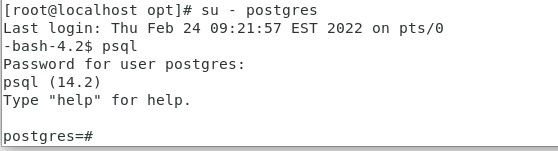 [root@localhost opt]# su - postgres
Last login: Thu Feb 24 09:21:57 EST 2022 on pts/0
-bash-4.2$ psql
Password for user postgres:
psql (14.2)
Type "help" for help.
postgres=#